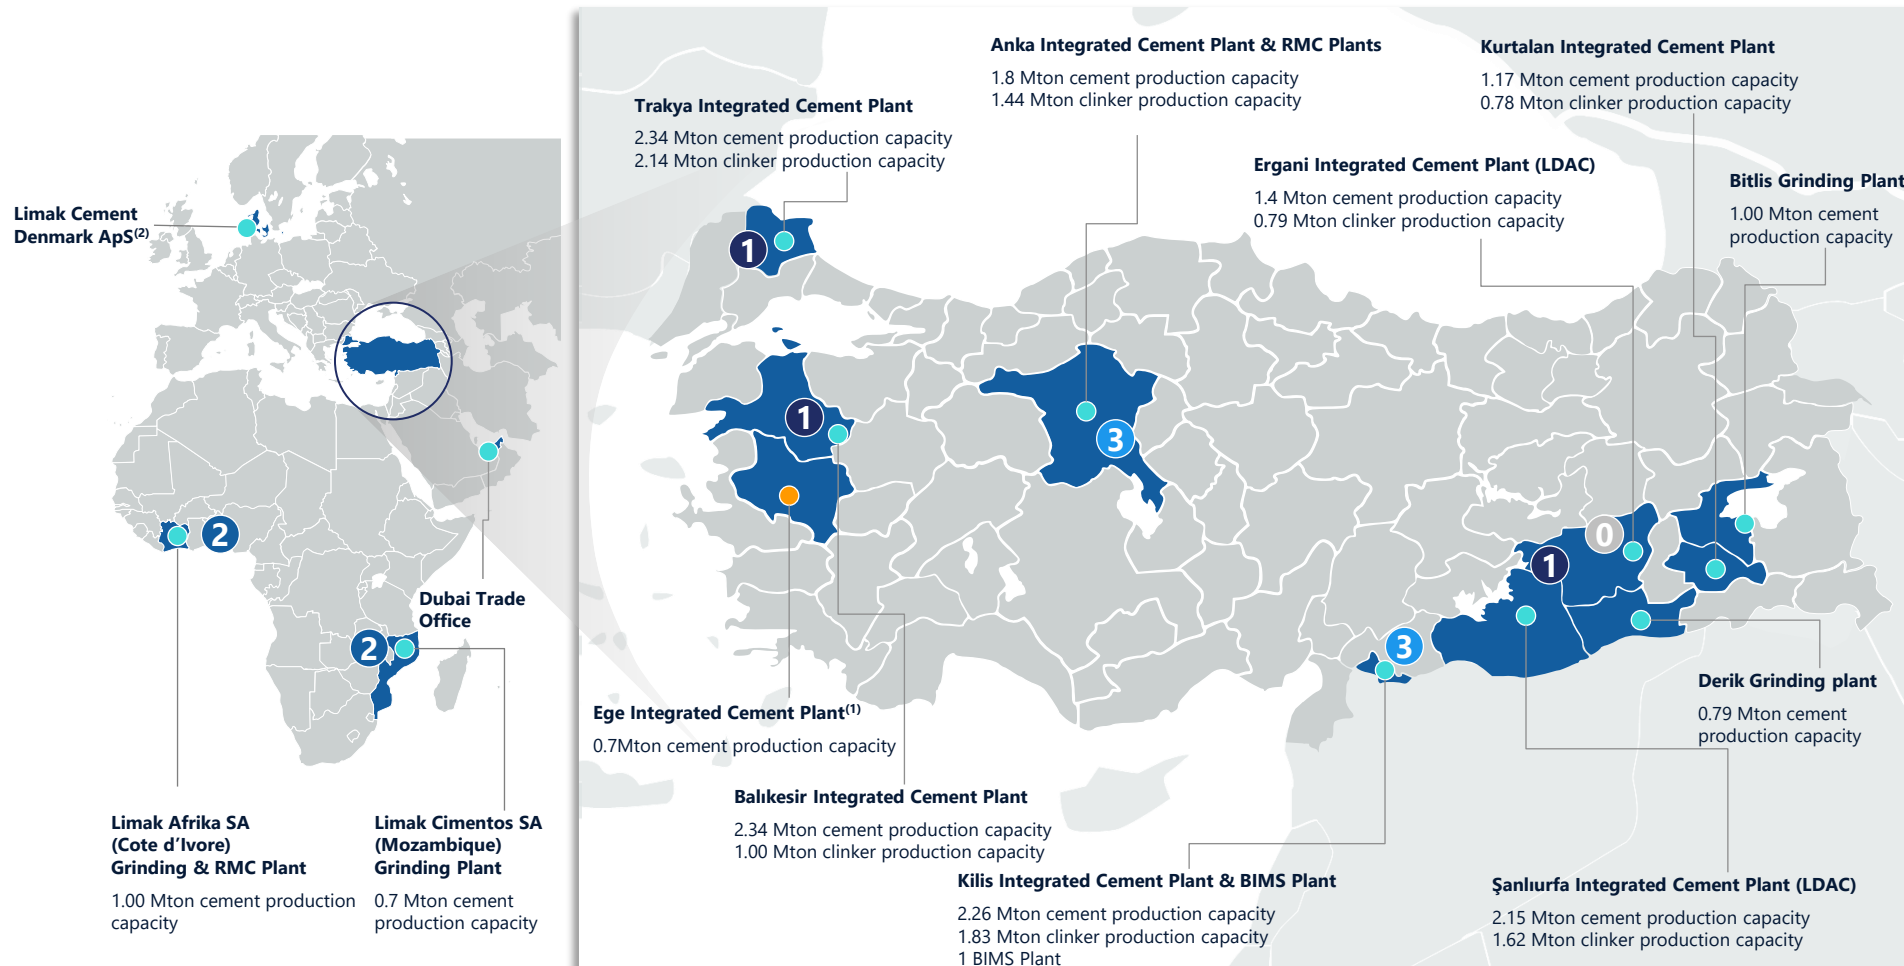 Limak Cement
Denmark ApS(2)
2
2
Dubai Trade
Office
Limak Afrika SA
(Cote d'Ivore)
Grinding & RMC Plant
1.00 Mton cement production
capacity
Limak Cimentos SA
(Mozambique)
Grinding Plant
0.7 Mton cement
production capacity
Trakya Integrated Cement Plant
2.34 Mton cement production capacity
2.14 Mton clinker production capacity
Anka Integrated Cement Plant & RMC Plants
1.8 Mton cement production capacity
1.44 Mton clinker production capacity
Kurtalan Integrated Cement Plant
1.17 Mton cement production capacity
0.78 Mton clinker production capacity
Ergani Integrated Cement Plant (LDAC)
1.4 Mton cement production capacity
0.79 Mton clinker production capacity
Bitlis Grinding Plant
1.00 Mton cement
production capacity
1
1
3
0
1
3
Ege Integrated Cement Plant(1)
0.7Mton cement production capacity
Derik Grinding plant
0.79 Mton cement
production capacity
Balıkesir Integrated Cement Plant
2.34 Mton cement production capacity
1.00 Mton clinker production capacity
Kilis Integrated Cement Plant & BIMS Plant
2.26 Mton cement production capacity
1.83 Mton clinker production capacity
1 BIMS Plant
Şanlıurfa Integrated Cement Plant (LDAC)
2.15 Mton cement production capacity
1.62 Mton clinker production capacity